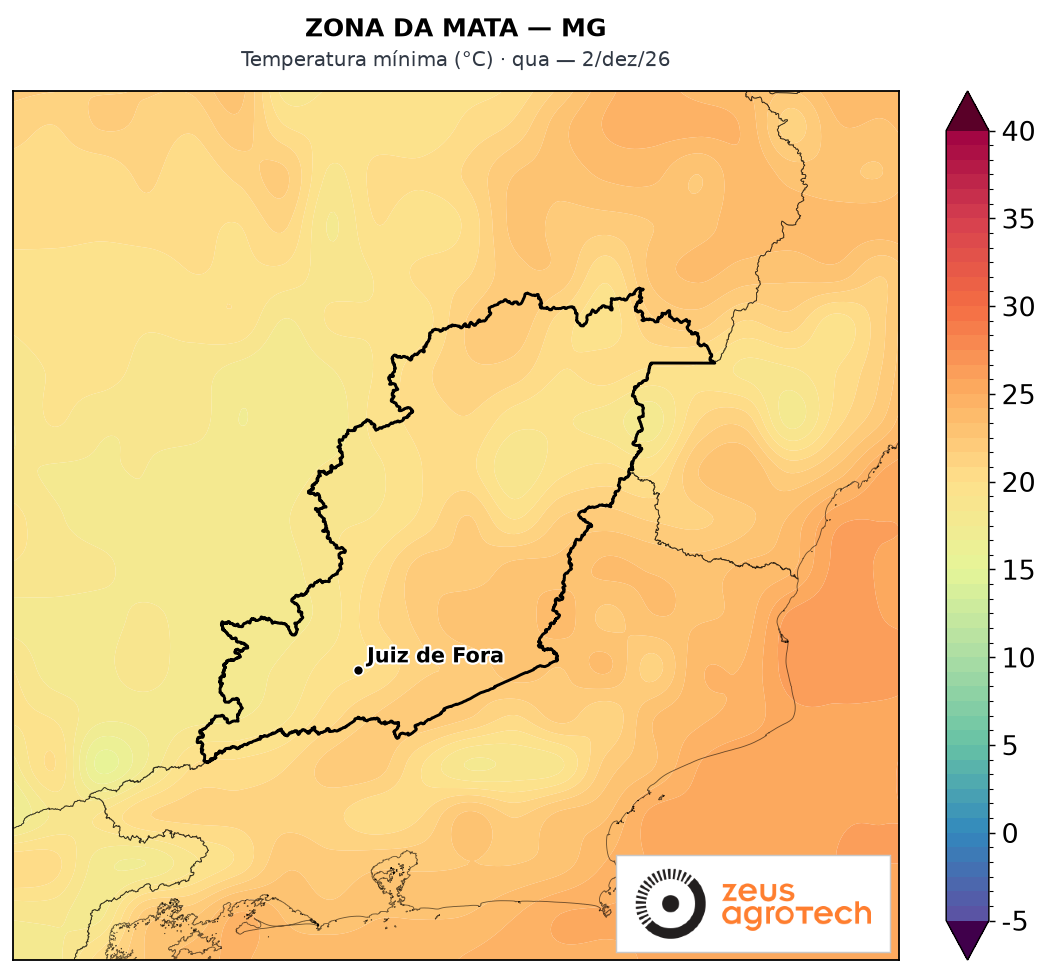 ZONA DA MATA — MG
Temperatura mínima (°C) · qua — 2/dez/26
40
35
30
25
20
15
10
5
0
-5
Juiz de Fora
zeus
agrotech